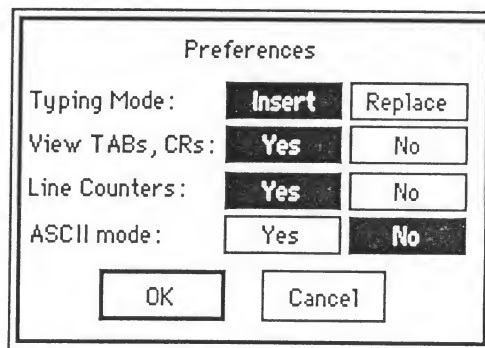 Preferences
Typing Mode: Insert Replace
View TABs, CRs: Yes No
Line Counters: Yes No
ASCII mode: Yes No
OK Cancel